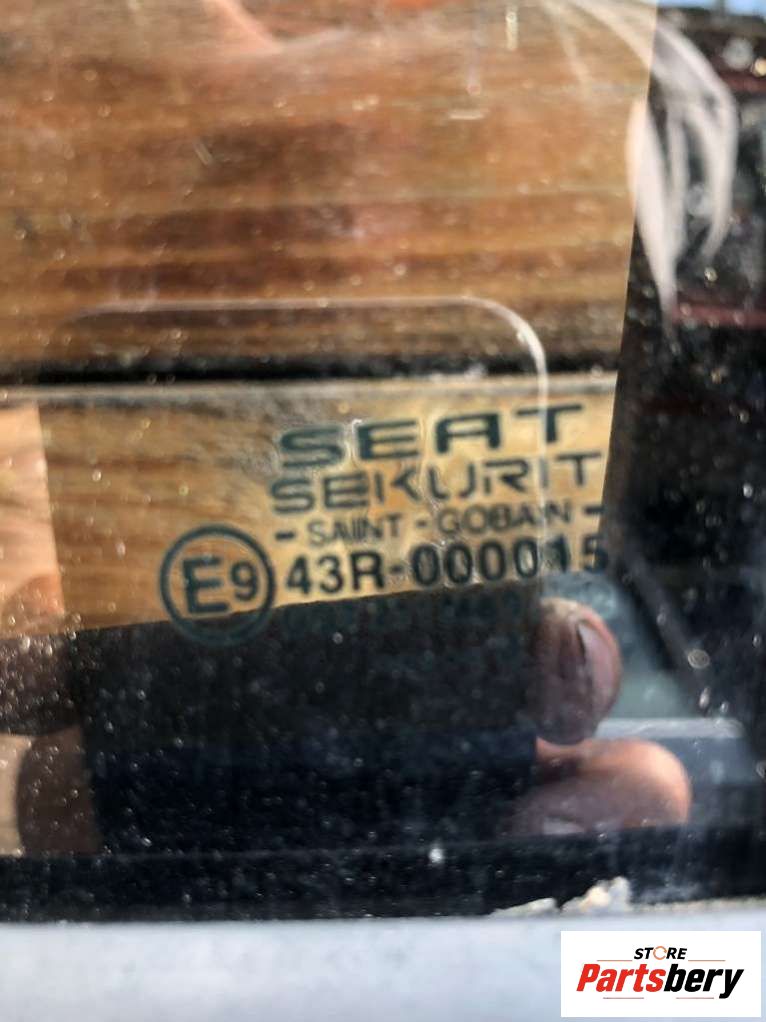 SEAT
SEKURIT
- SAINT - GOBAIN -
E9 43R-000015
STORE
Partsbery